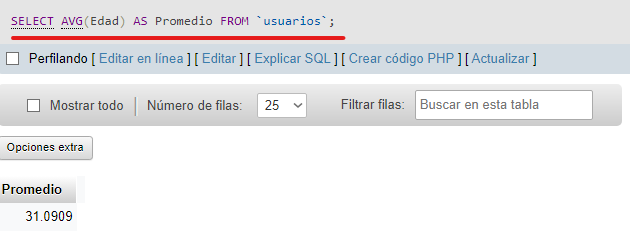 SELECT AVG(Edad) AS Promedio FROM `usuarios`;
Perfilando [ Editar en línea ] [ Editar ] [ Explicar SQL ] [ Crear código PHP ] [ Actualizar ]
Mostrar todo Número de filas: 25 Filtrar filas: Buscar en esta tabla
Opciones extra
Promedio
31.0909